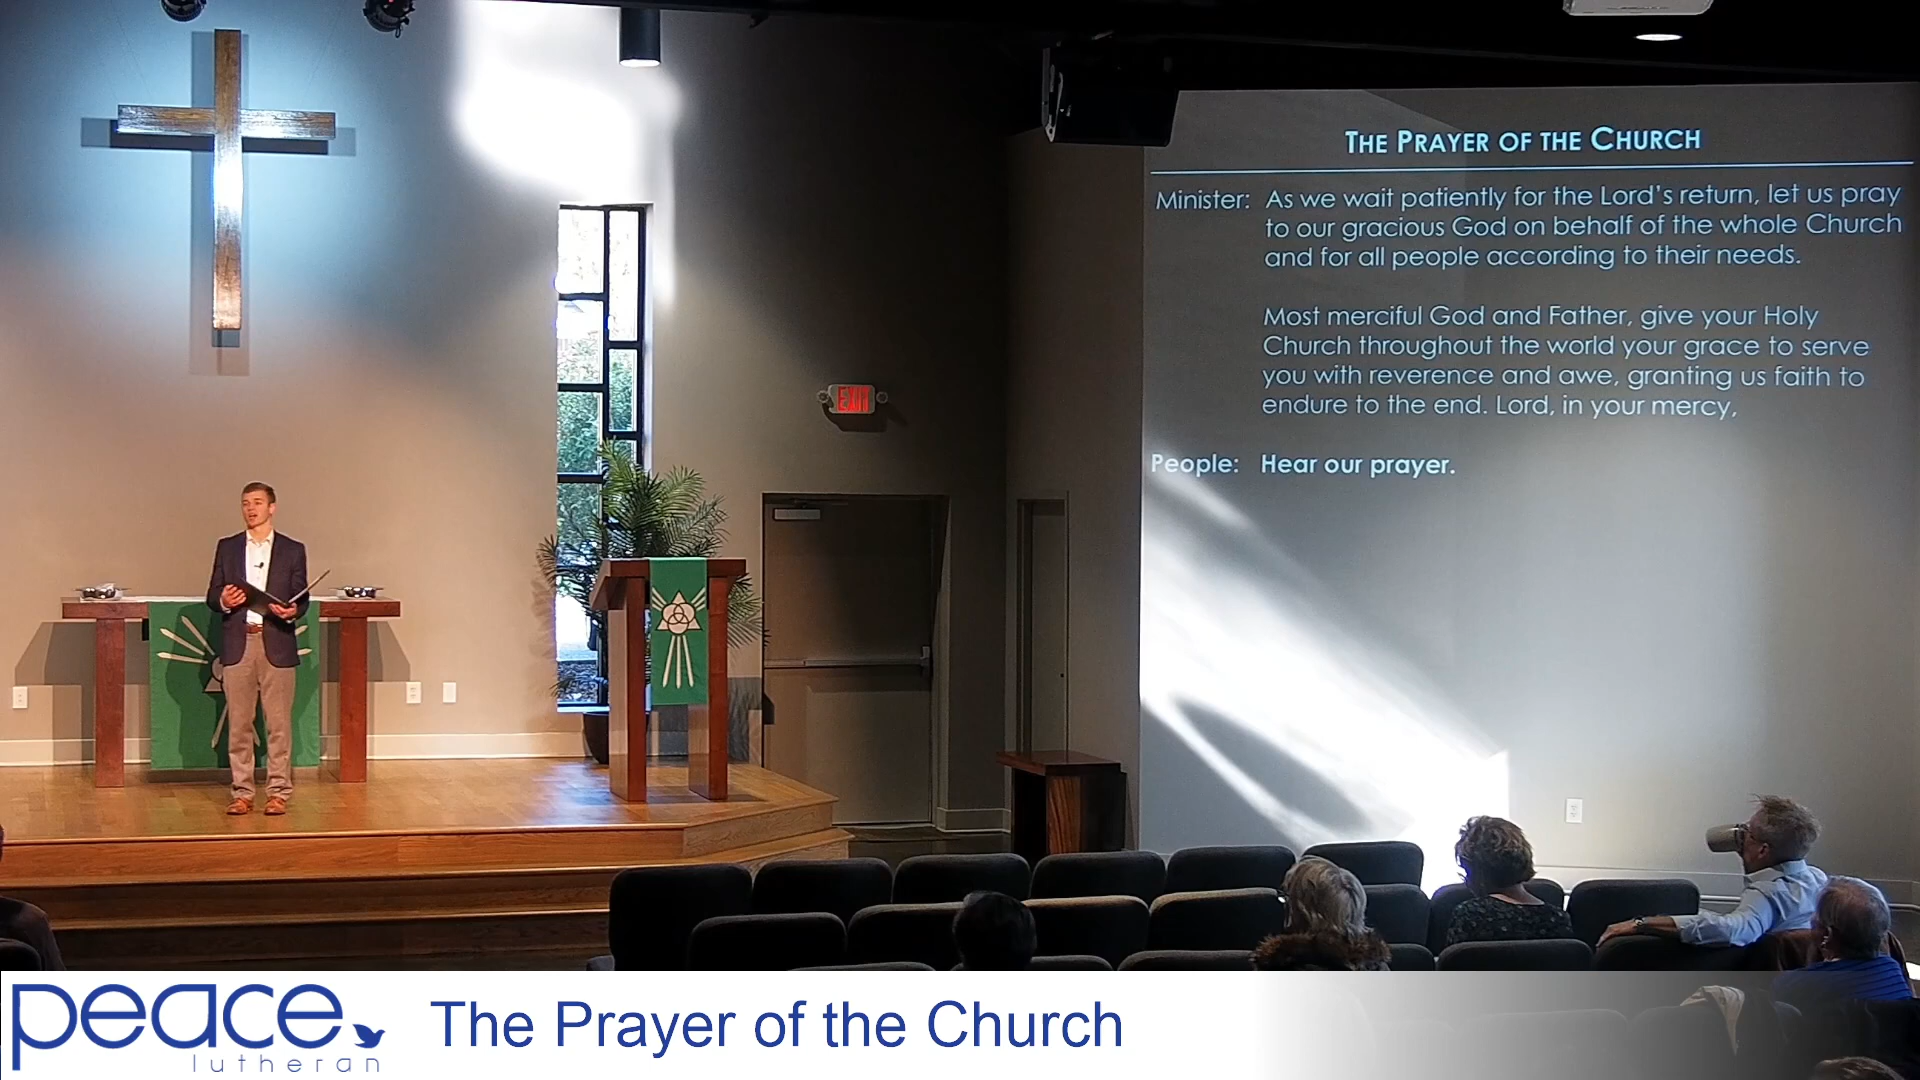 THE PRAYER OF THE CHURCH
Minister: As we wait patiently for the Lord's return, let us pray
to our gracious God on behalf of the whole Church
and for all people according to their needs.
Most merciful God and Father, give your Holy
Church throughout the world your grace to serve
you with reverence and awe, granting us faith to
endure to the end. Lord, in your mercy,
People: Hear our prayer.
EXIT
peace
lutheran
The Prayer of the Church